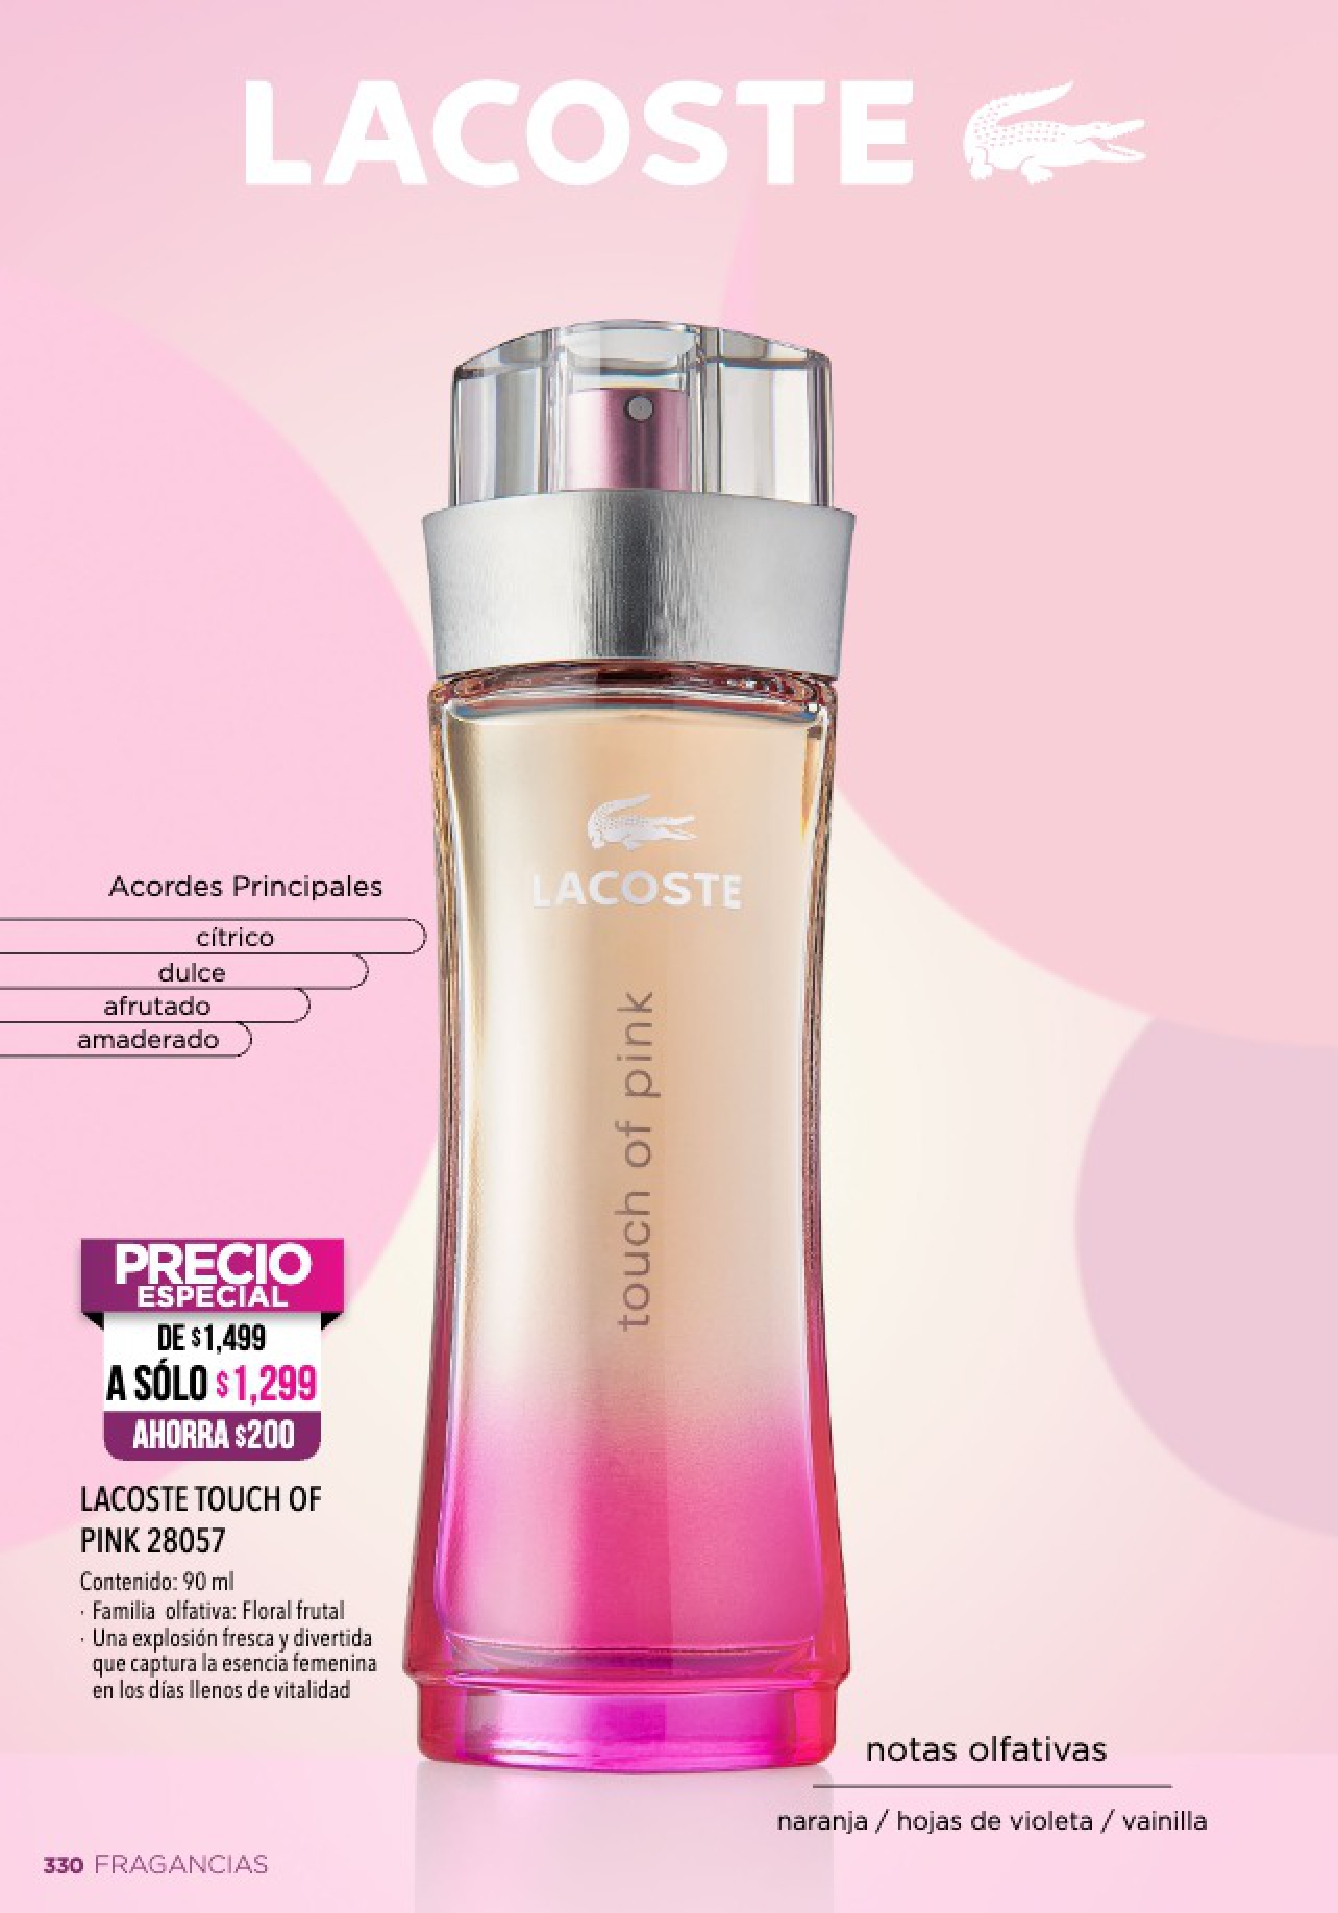 LACOSTE
LACOSTE
touch of pink
Acordes Principales
cítrico
dulce
afrutado
amaderado
PRECIO
ESPECIAL
DE $1,499
A SÓLO $1,299
AHORRA $200
LACOSTE TOUCH OF
PINK 28057
Contenido: 90 ml
· Familia olfativa: Floral frutal
· Una explosión fresca y divertida
que captura la esencia femenina
en los días llenos de vitalidad
notas olfativas
naranja / hojas de violeta / vainilla
330 FRAGANCIAS